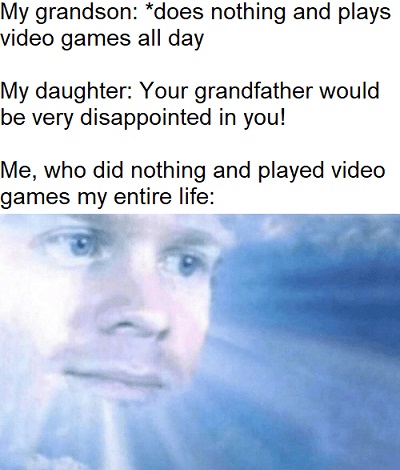 My grandson: *does nothing and plays
video games all day
My daughter: Your grandfather would
be very disappointed in you!
Me, who did nothing and played video
games my entire life: